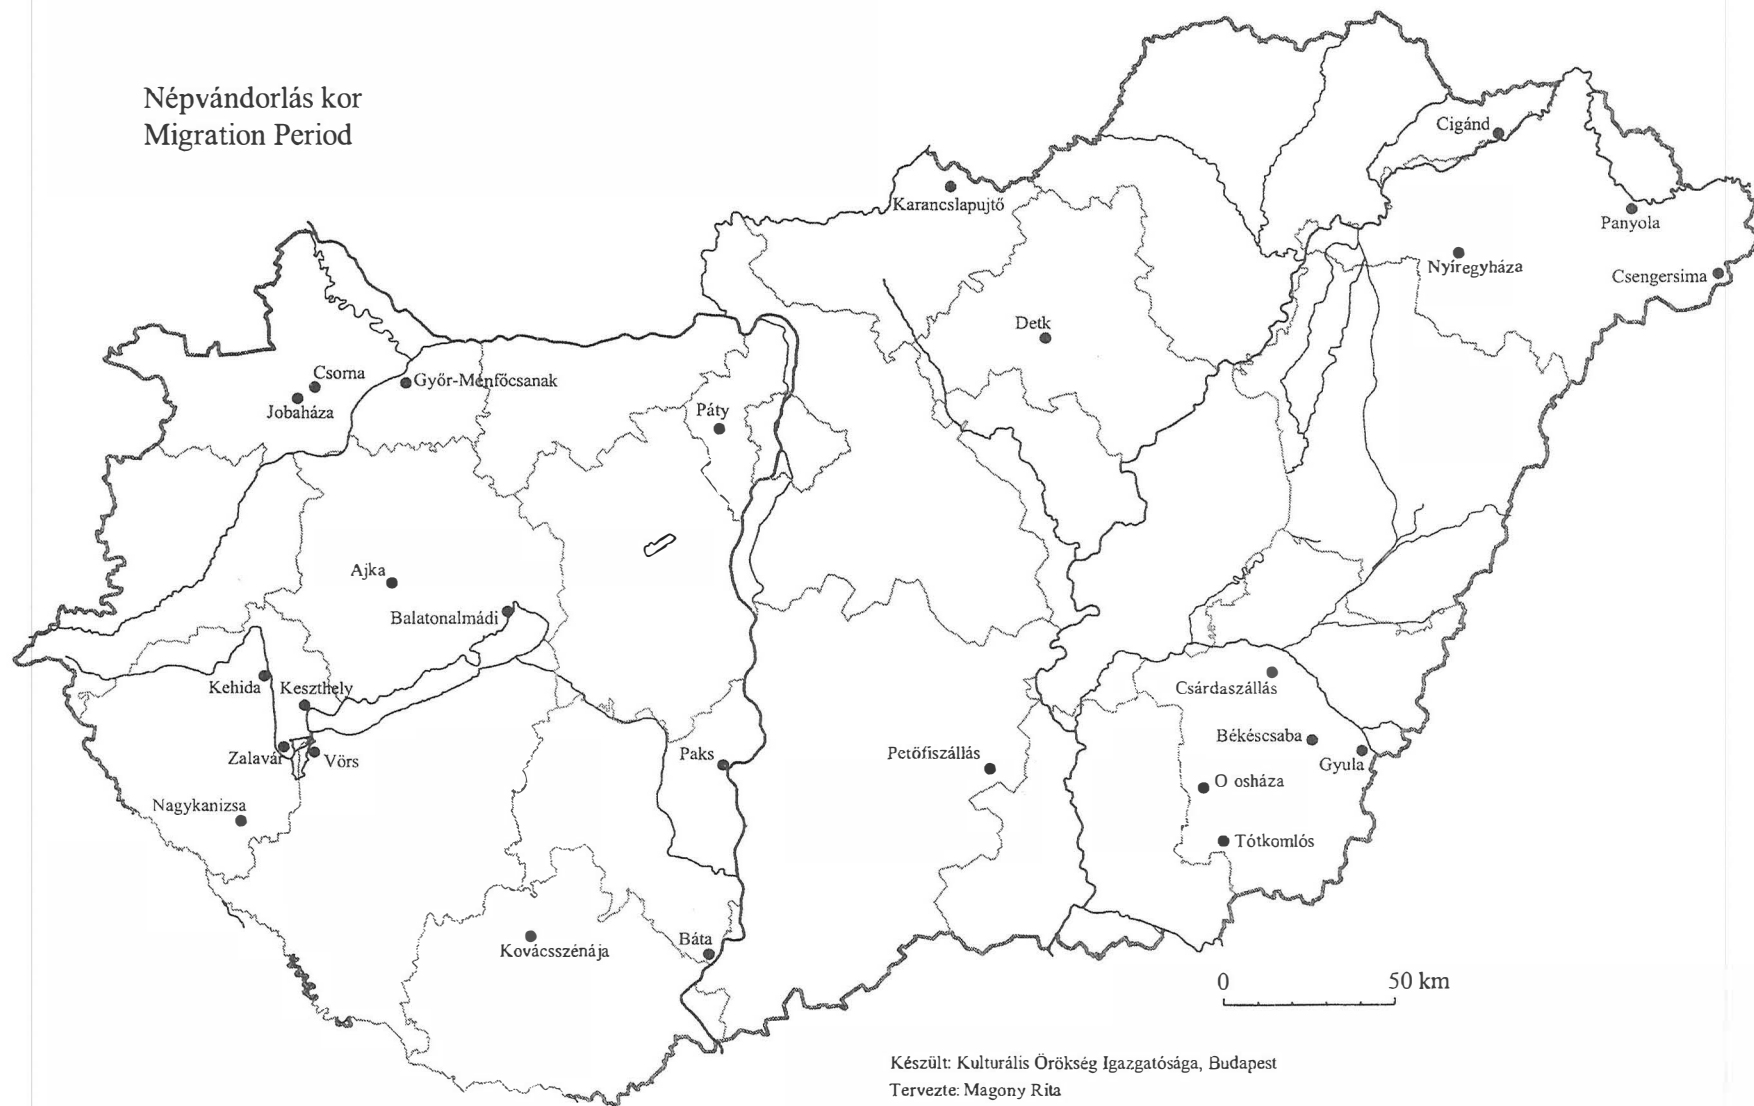 Népvándorlás kor
Migration Period
Cigánd
Karancslapujtő
Panyola
Nyíregyháza
Csengersima
Detk
Csorna
Győr-Ménfőcsanak
Jobaháza
Páty
Ajka
Balatonalmádi
Kehida
Keszthely
Csárdaszállás
Békéscsaba
Zalavár
Vörs
Paks
Petőfiszállás
Gyula
O osháza
Nagykanizsa
Tótkomlós
Báta
Kovácsszénája
0 50 km
Készült: Kulturális Örökség Igazgatósága, Budapest
Tervezte: Magony Rita